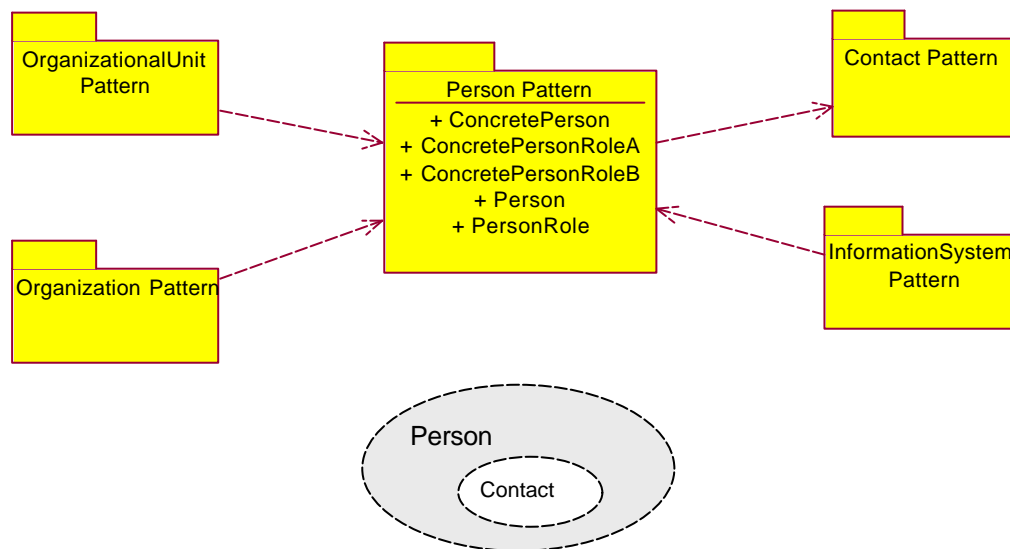 OrganizationalUnit
Pattern
Person Pattern
+ ConcretePerson
+ ConcretePersonRoleA
+ ConcretePersonRoleB
+ Person
+ PersonRole
Contact Pattern
Organization Pattern
InformationSystem
Pattern
Person
Contact